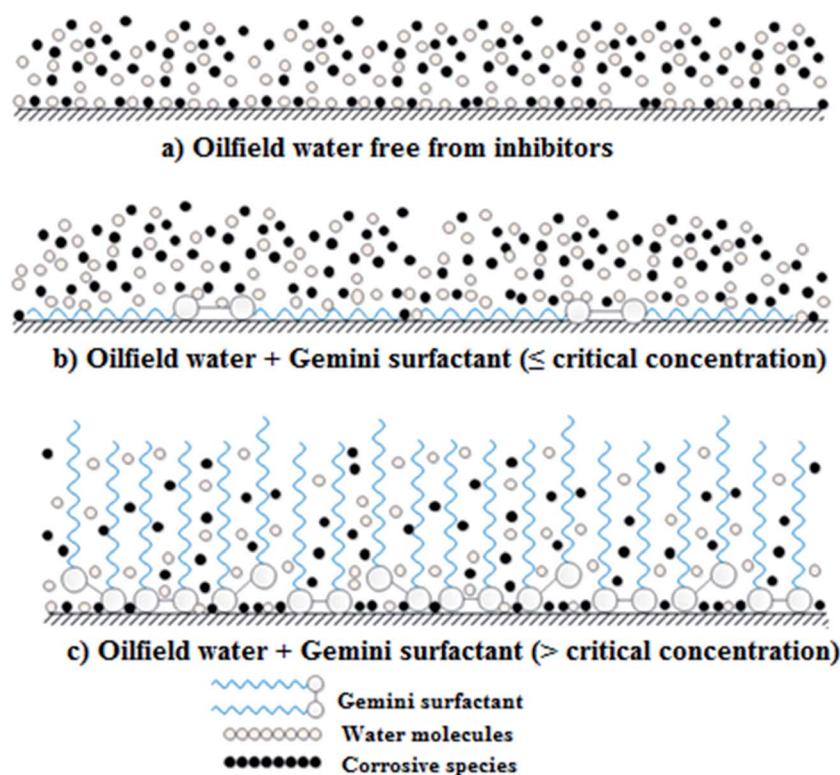 a) Oilfield water free from inhibitors
b) Oilfield water + Gemini surfactant (≤ critical concentration)
c) Oilfield water + Gemini surfactant (> critical concentration)
Gemini surfactant
Water molecules
Corrosive species